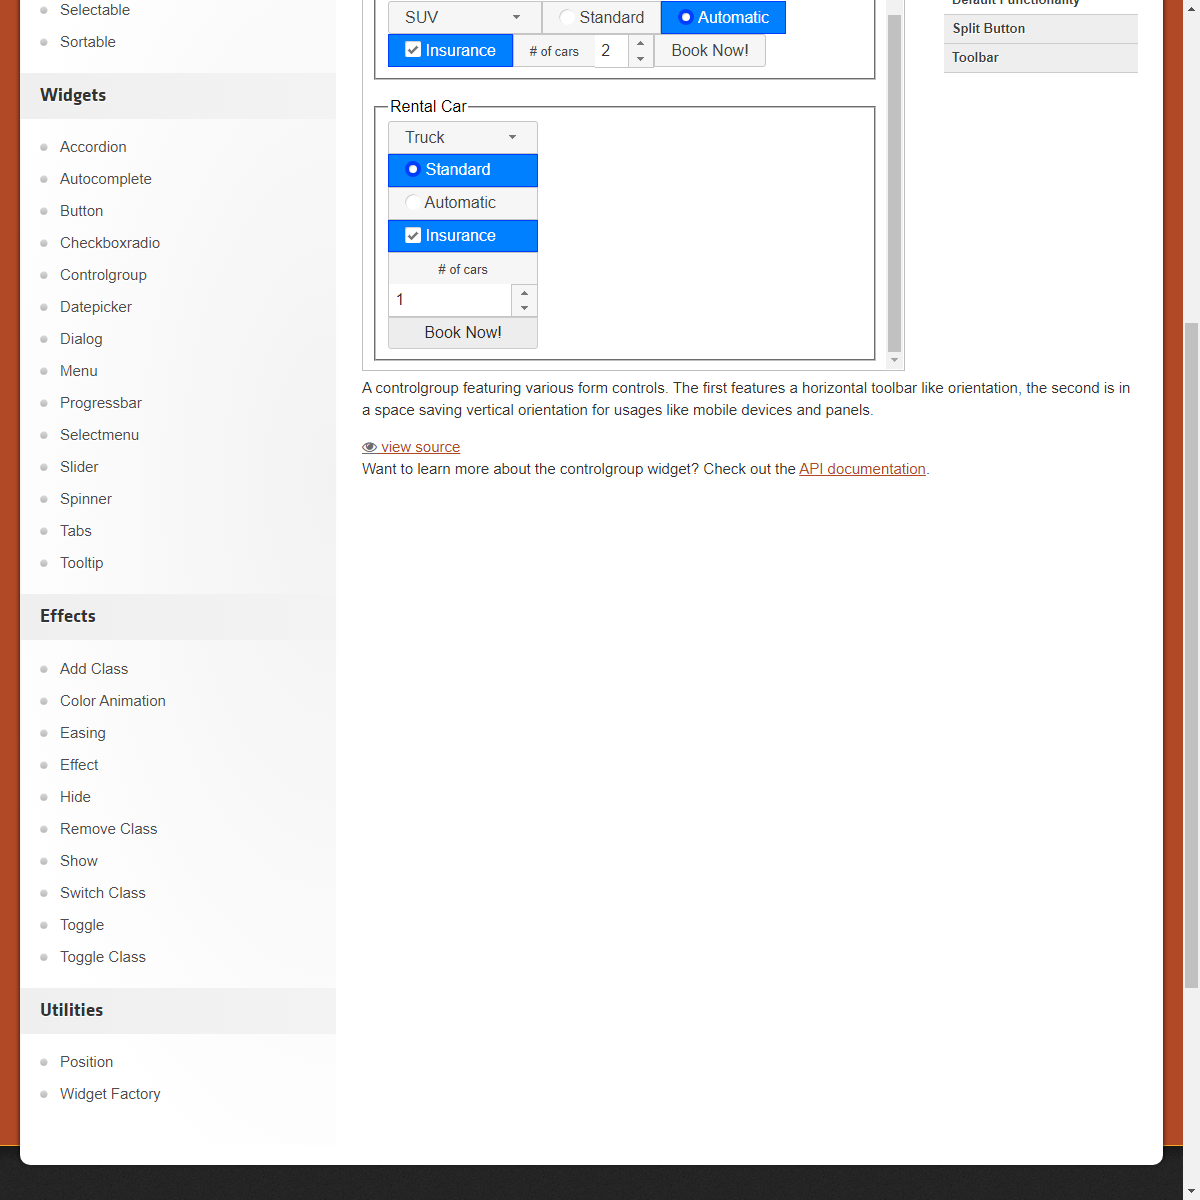 Selectable
Sortable
Widgets
Accordion
Autocomplete
Button
Checkboxradio
Controlgroup
Datepicker
Dialog
Menu
Progressbar
Selectmenu
Slider
Spinner
Tabs
Tooltip
Effects
Add Class
Color Animation
Easing
Effect
Hide
Remove Class
Show
Switch Class
Toggle
Toggle Class
Utilities
Position
Widget Factory
SUV Standard Automatic
Insurance # of cars 2 Book Now!
Rental Car
Truck
Standard
Automatic
Insurance
# of cars
1
Book Now!
A controlgroup featuring various form controls. The first features a horizontal toolbar like orientation, the second is in
a space saving vertical orientation for usages like mobile devices and panels.
view source
Want to learn more about the controlgroup widget? Check out the API documentation.
Default Functionality
Split Button
Toolbar